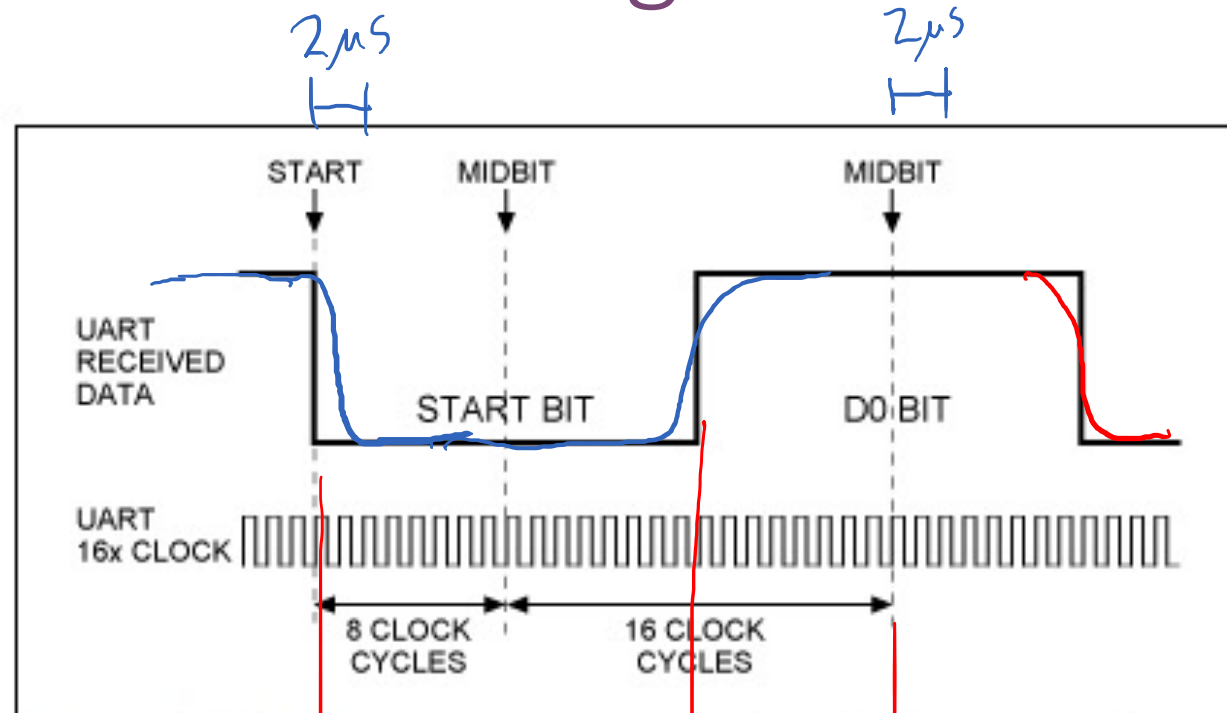 2μs 2μs
START MIDBIT MIDBIT
UART
RECEIVED
DATA
START BIT D0 BIT
UART
16x CLOCK
8 CLOCK
CYCLES
16 CLOCK
CYCLES